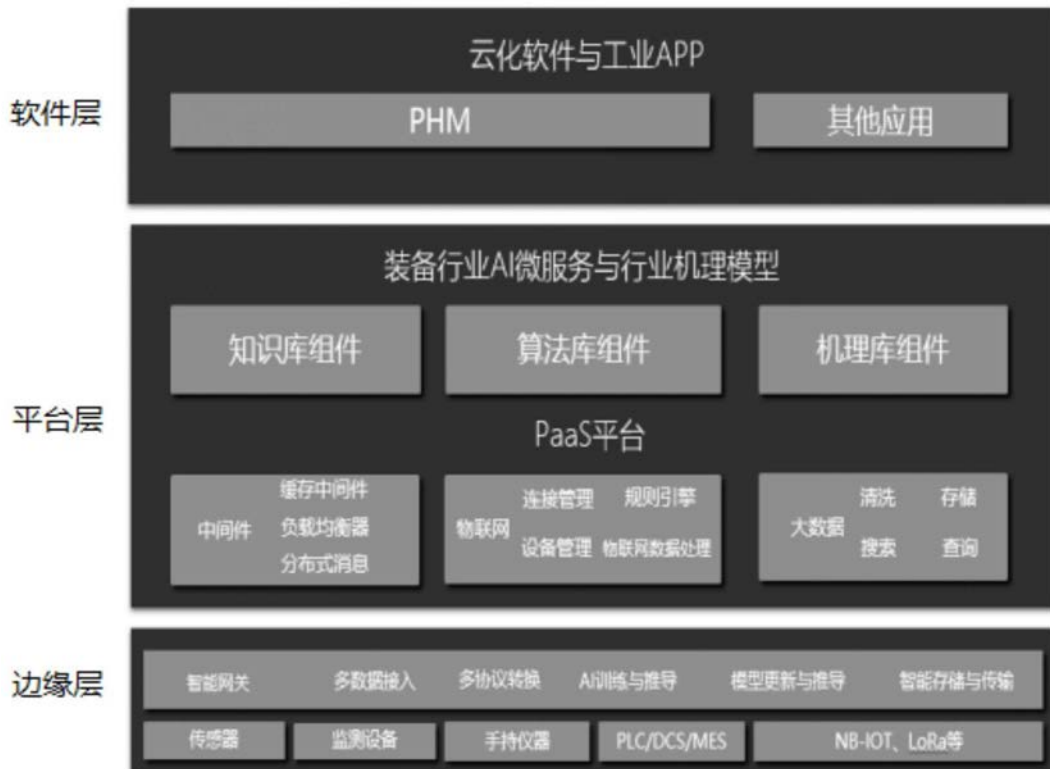 云化软件与工业APP
软件层
PHM
其他应用
装备行业AI微服务与行业机理模型
知识库组件
算法库组件
机理库组件
平台层
PaaS平台
中间件
缓存中间件
负载均衡器
分布式消息
物联网
连接管理 规则引擎
设备管理 物联网数据处理
大数据
清洗 存储
搜索 查询
边缘层
智能网关 多数据接入 多协议转换 AI训练与推导 模型更新与推导 智能存储与传输
传感器 监测设备 手持仪器 PLC/DCS/MES NB-IOT、LoRa等